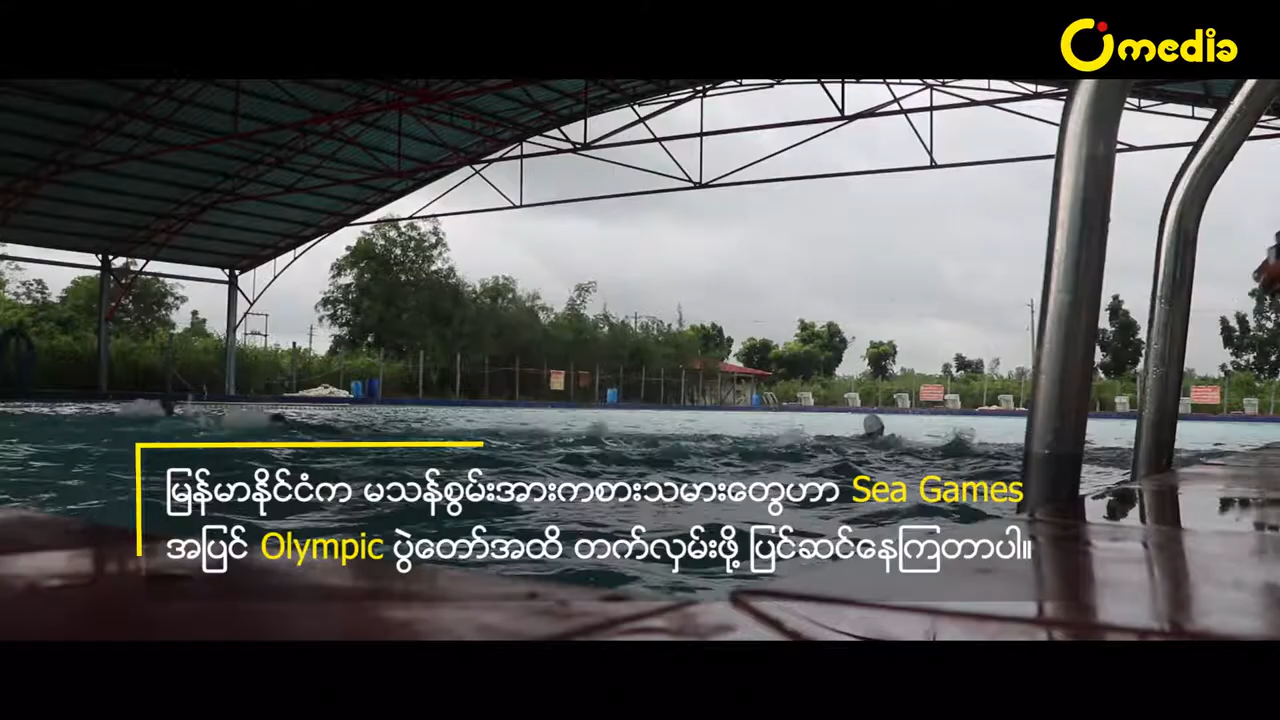 media
မြန်မာနိုင်ငံက မသန်စွမ်းအားကစားသမားတွေဟာ Sea Games
အပြင် Olympic ပွဲတော်အထိ တက်လှမ်းဖို့ ပြင်ဆင်နေကြတာပါ။